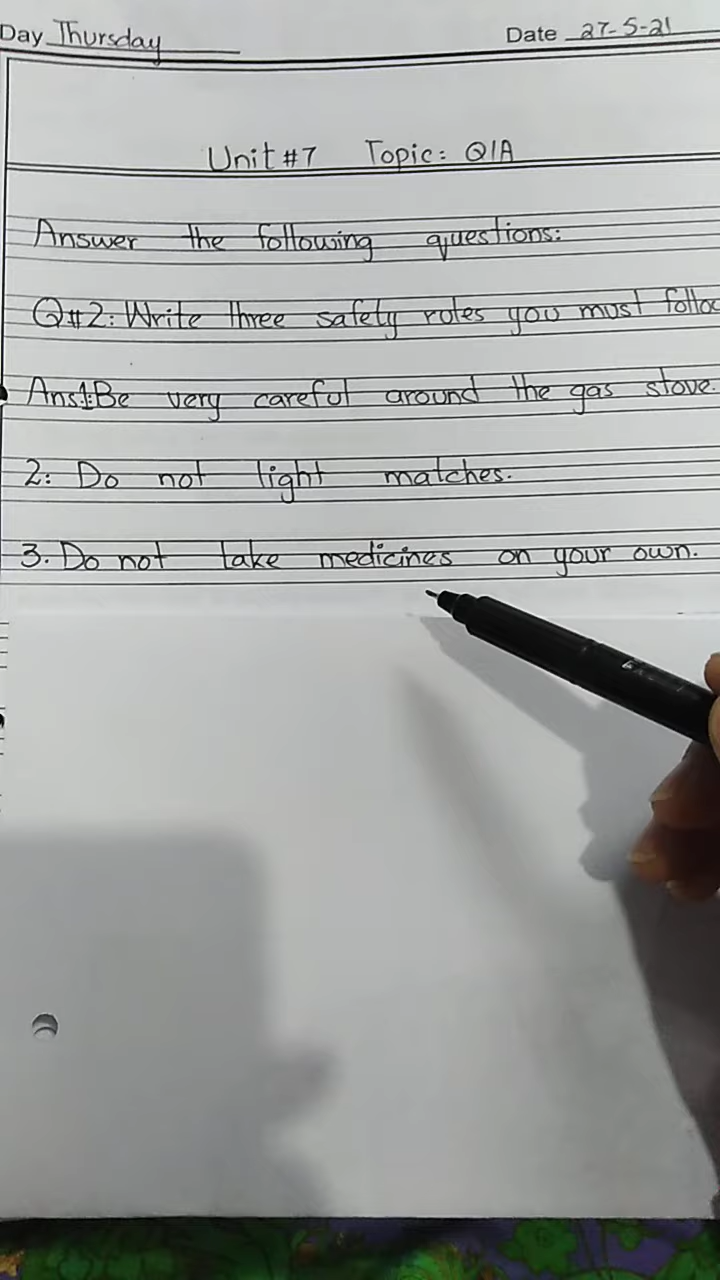 Day Thursday Date 27-5-21
Unit #7 Topic: Q/A
Answer the following questions:
Q#2: Write three safety rules you must follow
Ans1:Be very careful around the gas stove.
2: Do not light matches.
3. Do not take medicines on your own.